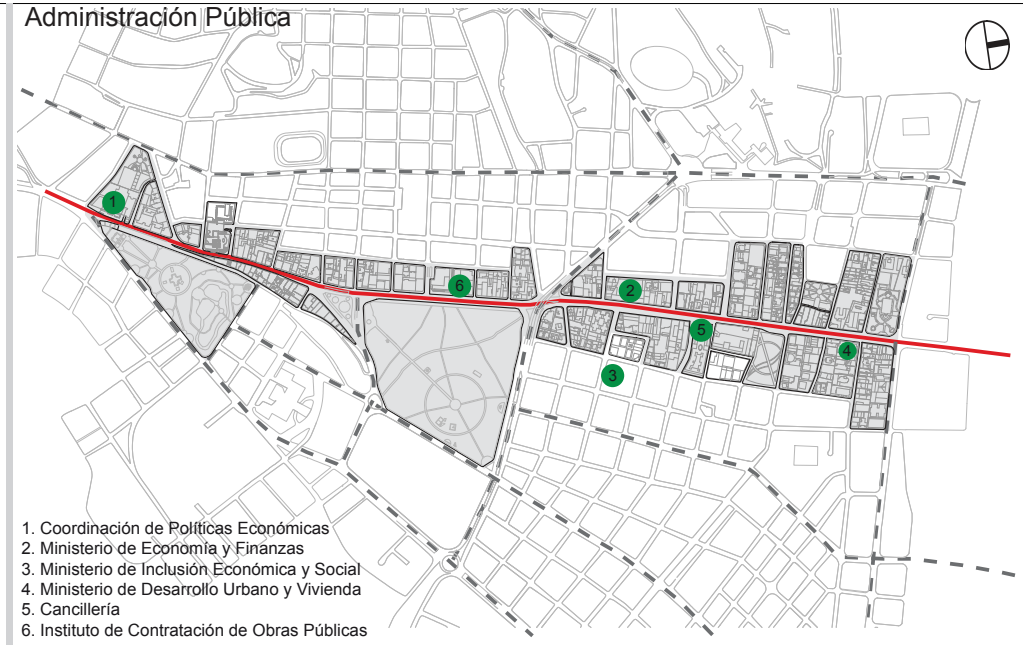 Administración Pública
1
2
6
5
4
3
1. Coordinación de Políticas Económicas
2. Ministerio de Economía y Finanzas
3. Ministerio de Inclusión Económica y Social
4. Ministerio de Desarrollo Urbano y Vivienda
5. Cancillería
6. Instituto de Contratación de Obras Públicas